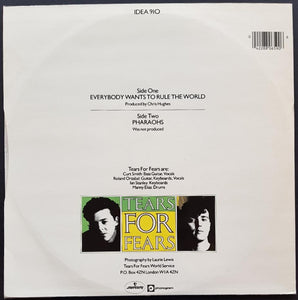 IDEA 910
Side One
EVERYBODY WANTS TO RULE THE WORLD
Produced by Chris Hughes
Side Two
PHARAOHS
Was not produced
Tears For Fears are:
Curt Smith: Bass Guitar, Vocals
Roland Orzabal: Guitar, Keyboards, Vocals
Ian Stanley: Keyboards
Manny Elias: Drums
TEARS
FOR
FEARS
Photography by Laurie Lewis
Tears For Fears World Service
P.O. Box 4ZN London W1A 4ZN
mercury
phonogram